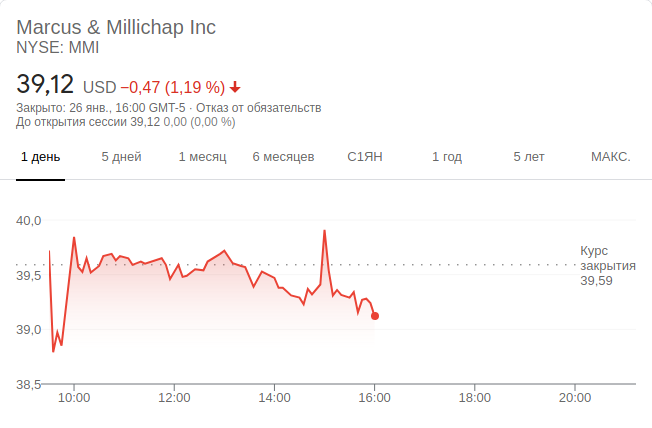 Marcus & Millichap Inc
NYSE: MMI
39,12 USD −0,47 (1,19 %)
Закрыто: 26 янв., 16:00 GMT-5 · Отказ от обязательств
До открытия сессии 39,12 0,00 (0,00 %)
1 день 5 дней 1 месяц 6 месяцев С1ЯН 1 год 5 лет МАКС.
40,0
39,5
39,0
38,5
Курс
закрытия
39,59
10:00 12:00 14:00 16:00 18:00 20:00